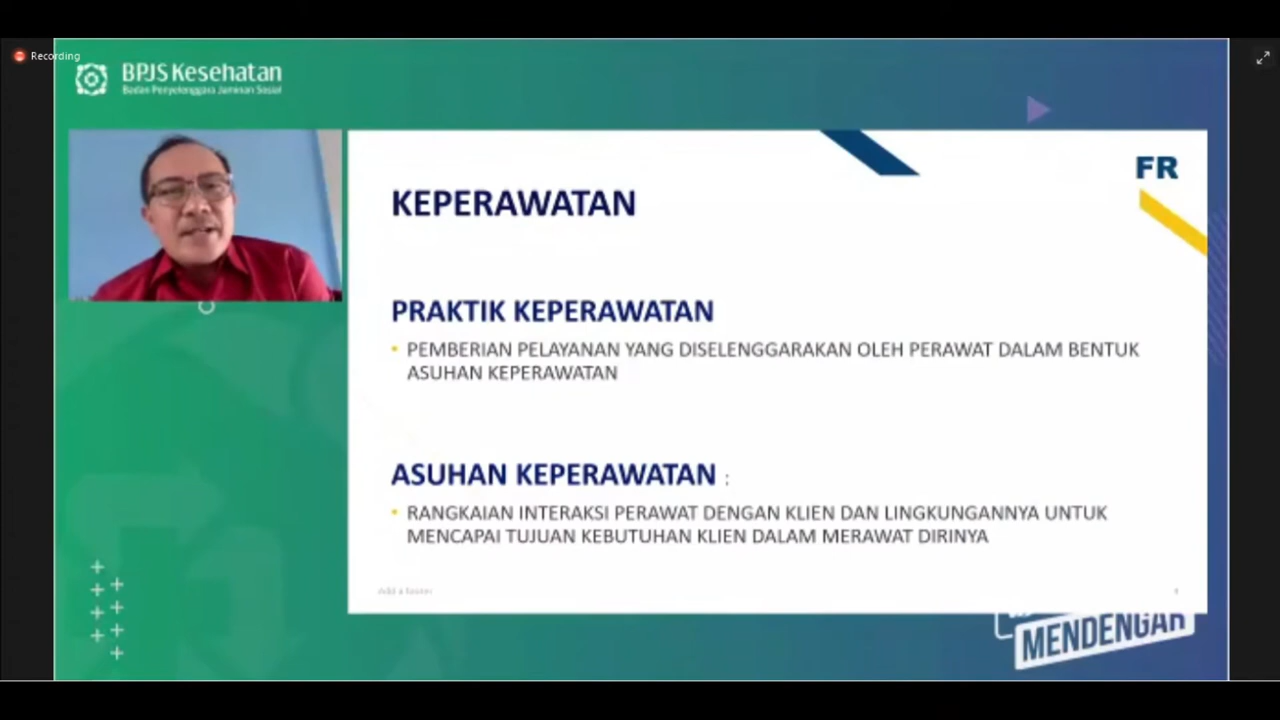 Recording
BPJS Kesehatan
Badan Penyelenggara Jaminan Sosial
FR
KEPERAWATAN
PRAKTIK KEPERAWATAN
• PEMBERIAN PELAYANAN YANG DISELENGGARAKAN OLEH PERAWAT DALAM BENTUK
ASUHAN KEPERAWATAN
ASUHAN KEPERAWATAN :
• RANGKAIAN INTERAKSI PERAWAT DENGAN KLIEN DAN LINGKUNGANNYA UNTUK
MENCAPAI TUJUAN KEBUTUHAN KLIEN DALAM MERAWAT DIRINYA
Add a footer
MENDENGAR